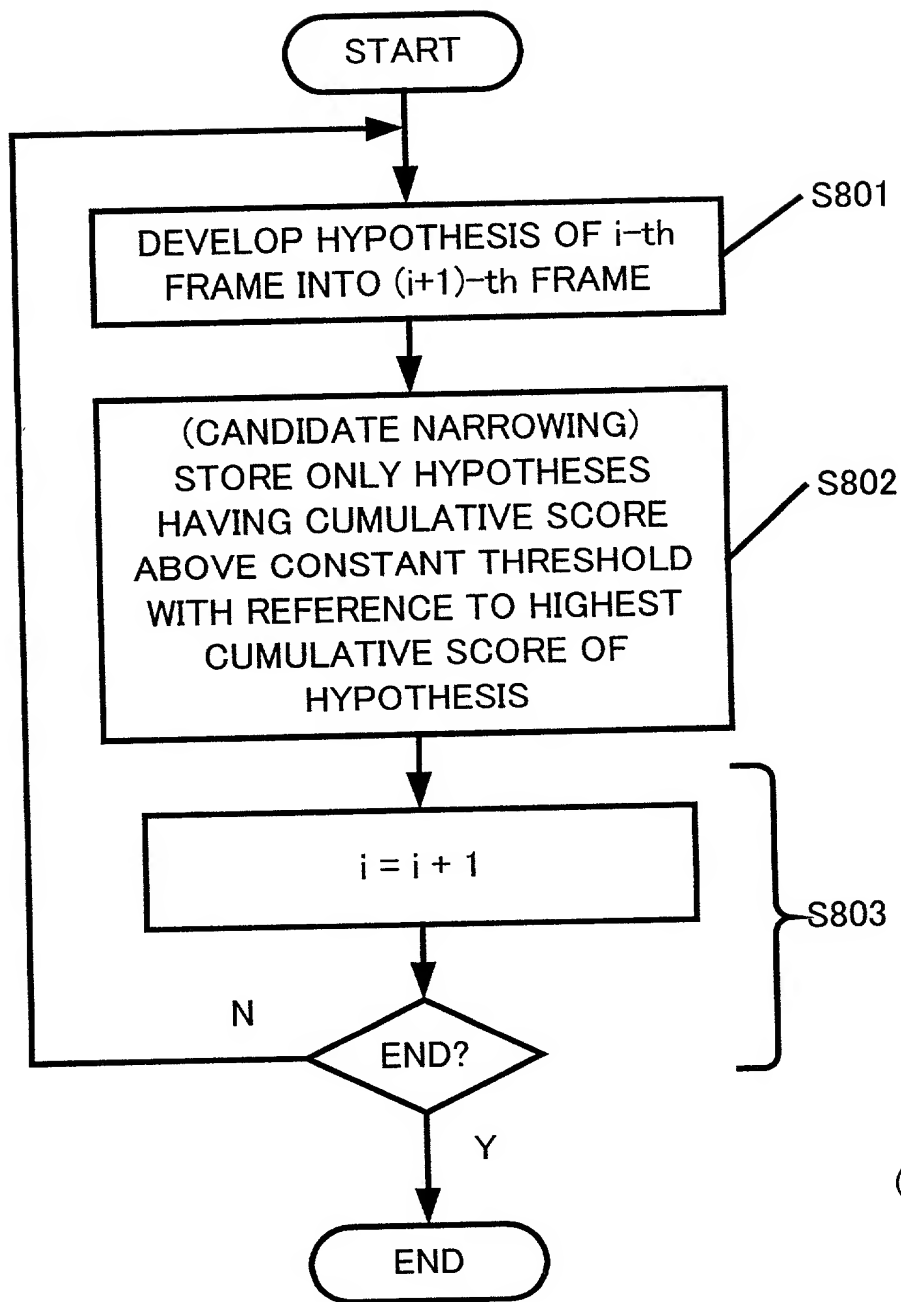 START
S801
DEVELOP HYPOTHESIS OF i-th
FRAME INTO (i+1)-th FRAME
(CANDIDATE NARROWING)
STORE ONLY HYPOTHESES
HAVING CUMULATIVE SCORE
ABOVE CONSTANT THRESHOLD
WITH REFERENCE TO HIGHEST
CUMULATIVE SCORE OF
HYPOTHESIS
S802
i = i + 1
S803
N
END?
Y
(
END